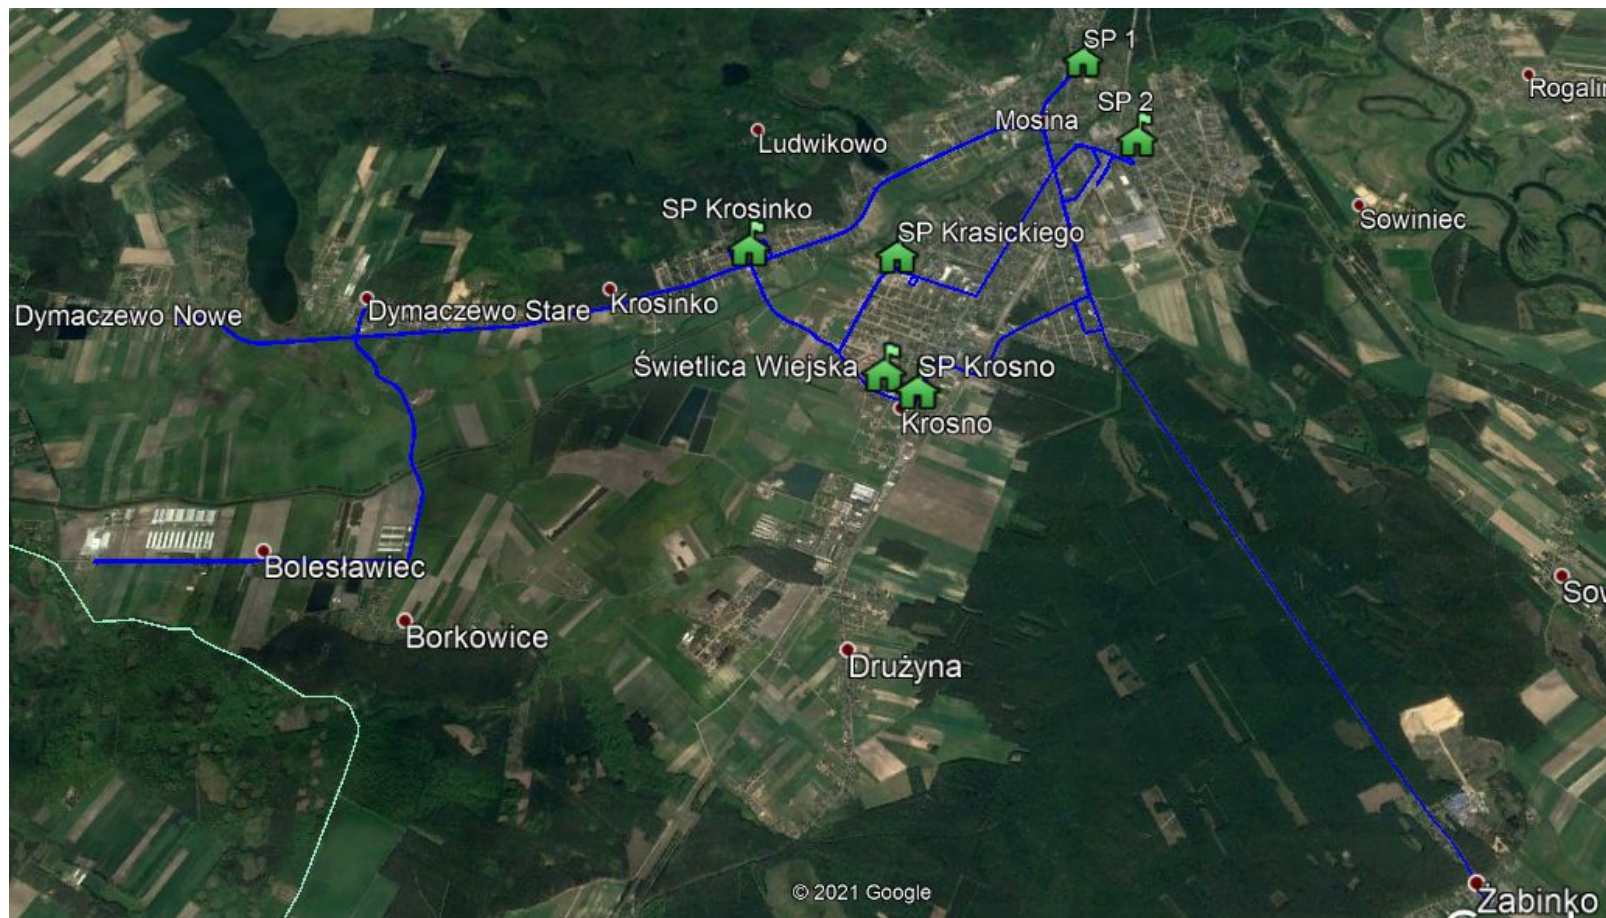 SP 1
Rogalin
SP 2
Mosina
Ludwikowo
SP Krosinko
Sowiniec
SP Krasickiego
Dymaczewo Nowe
Dymaczewo Stare
Krosinko
Świetlica Wiejska
SP Krosno
Krosno
Bolesławiec
Sow
Borkowice
Drużyna
© 2021 Google
Żabinko